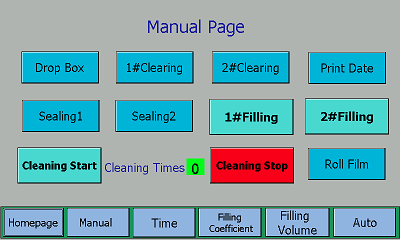 Manual Page
Drop Box
1#Clearing
2#Clearing
Print Date
Sealing1
Sealing2
1#Filling
2#Filling
Cleaning Start
Cleaning Times 0
Cleaning Stop
Roll Film
Homepage
Manual
Time
Filling
Coefficient
Filling
Volume
Auto